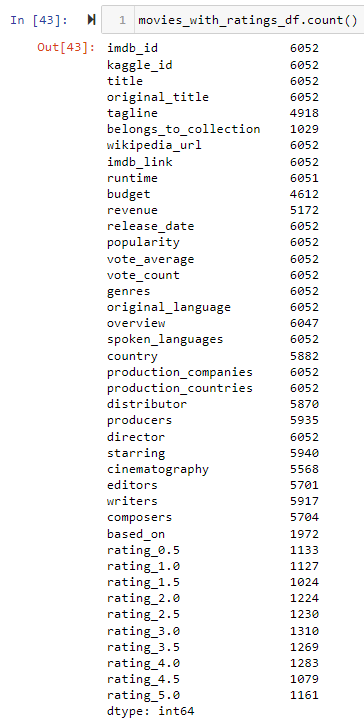 In [43]: 1 movies_with_ratings_df.count()
Out[43]: imdb_id 6052
kaggle_id 6052
title 6052
original_title 6052
tagline 4918
belongs_to_collection 1029
wikipedia_url 6052
imdb_link 6052
runtime 6051
budget 4612
revenue 5172
release_date 6052
popularity 6052
vote_average 6052
vote_count 6052
genres 6052
original_language 6052
overview 6047
spoken_languages 6052
country 5882
production_companies 6052
production_countries 6052
distributor 5870
producers 5935
director 6052
starring 5940
cinematography 5568
editors 5701
writers 5917
composers 5704
based_on 1972
rating_0.5 1133
rating_1.0 1127
rating_1.5 1024
rating_2.0 1224
rating_2.5 1230
rating_3.0 1310
rating_3.5 1269
rating_4.0 1283
rating_4.5 1079
rating_5.0 1161
dtype: int64